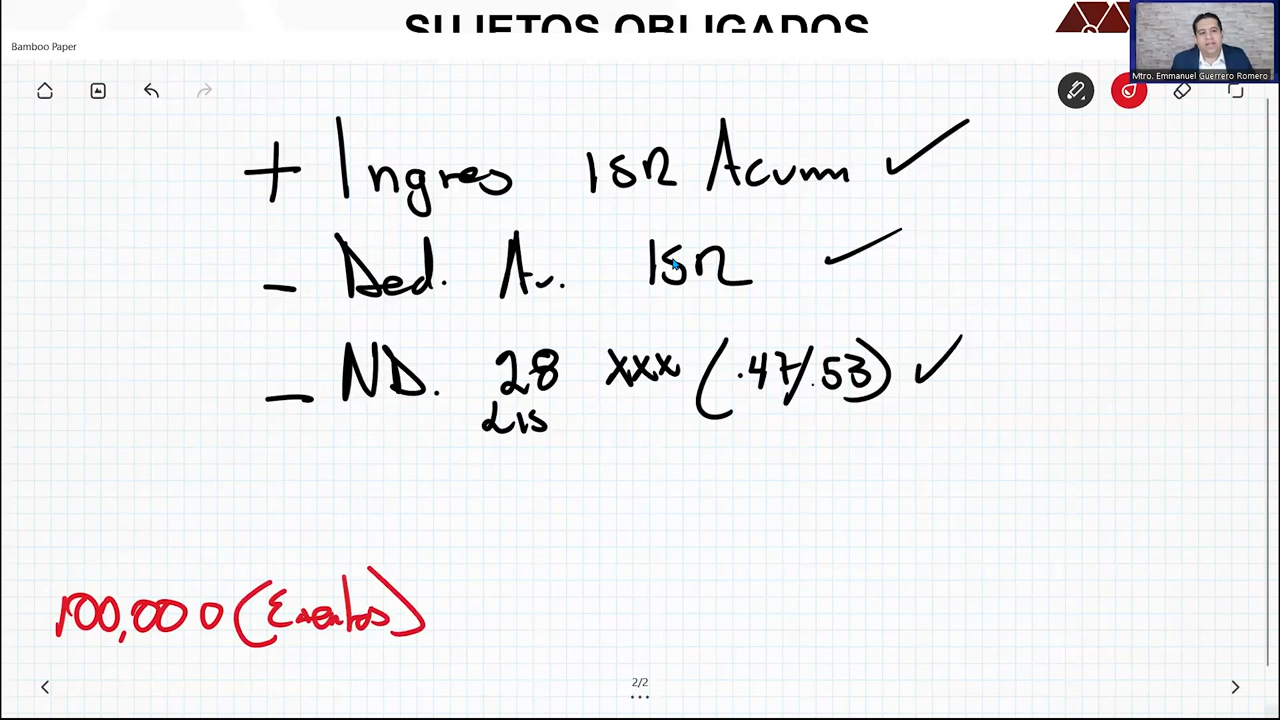 SUJETOS OBLIGADOS
Bamboo Paper
Mtro. Emmanuel Guerrero Romero
+ Ingres ISR Acum ✓
- Ded. Au. ISR ✓
- ND. 28 xxx (.47/.53) ✓
LIS
100,000 (Exentos)
2/2